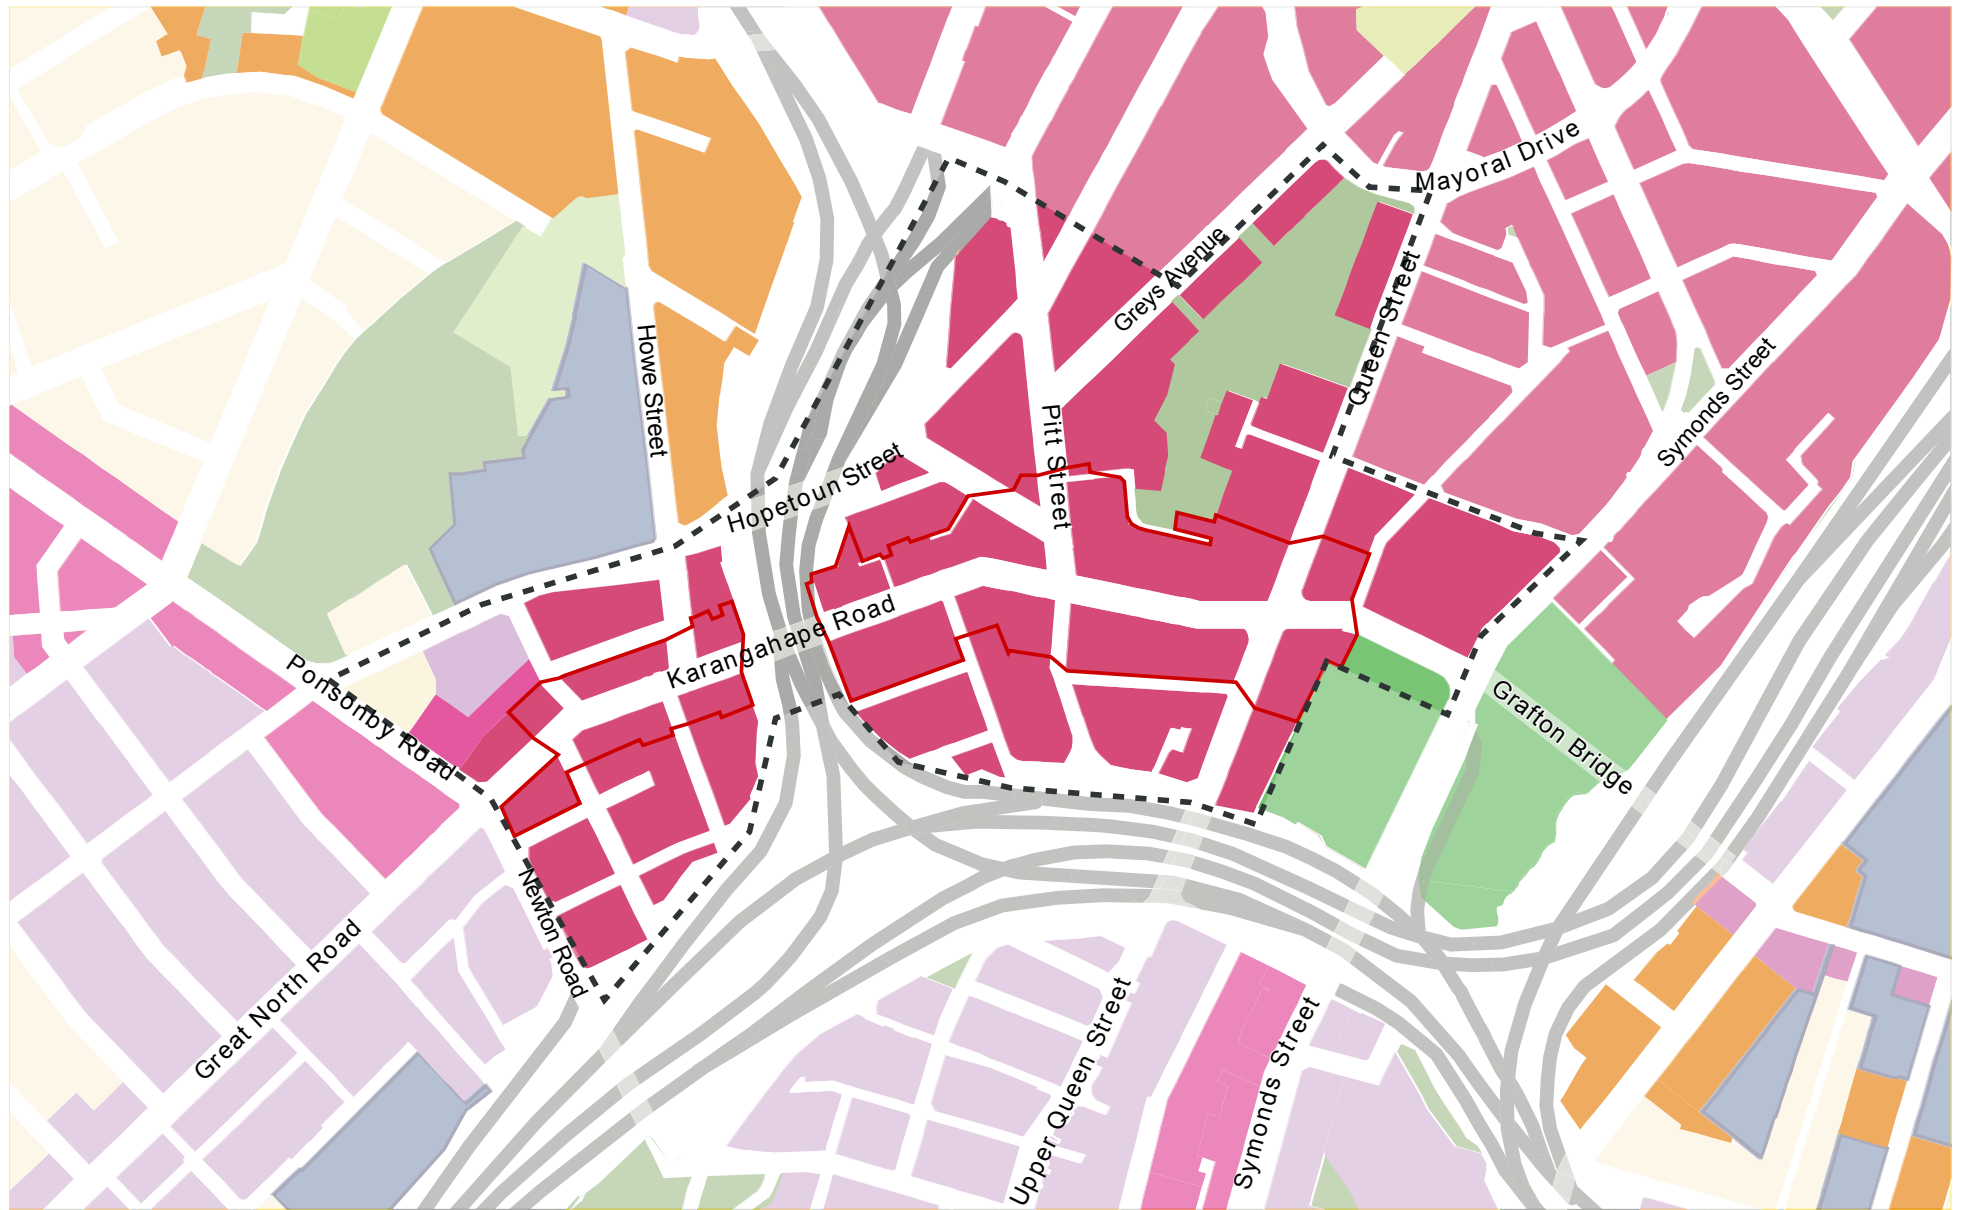 Mayoral Drive
Greys Avenue
Queen Street
Howe Street
Symonds Street
Pitt Street
Hopetoun Street
Karangahape Road
Ponsonby Road
Grafton Bridge
Newton Road
Great North Road
Upper Queen Street
Symonds Street